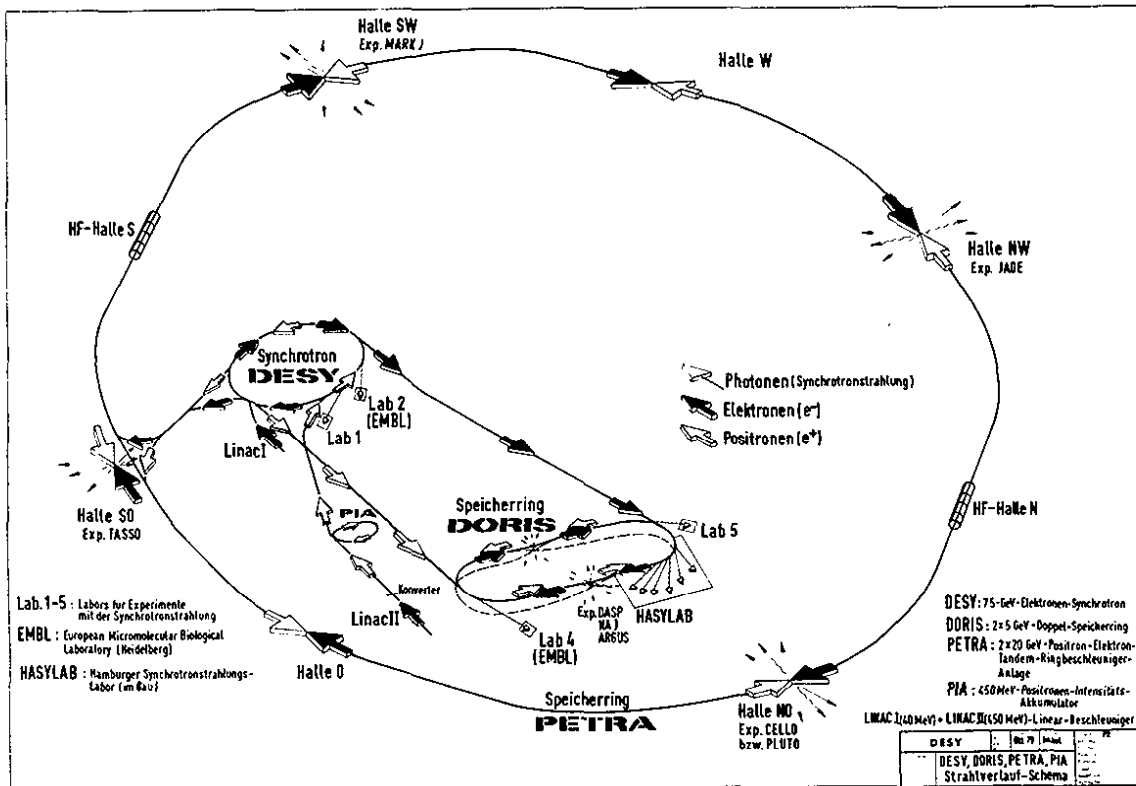 Halle SW
Exp. MARK J
Halle W
HF-Halle S
Halle NW
Exp. JADE
Synchrotron
DESY
Photonen (Synchrotronstrahlung)
Elektronen (e⁻)
Positronen (e⁺)
Lab 2
(EMBL)
Lab 1
Linac I
Halle SO
Exp. TASSO
PIA
Speicherring
DORIS
Lab 5
HF-Halle N
Konverter
Linac II
Exp. DASP
NA J
ARGUS
HASYLAB
Lab 4
(EMBL)
Lab. 1-5 : Labors für Experimente
mit der Synchrotronstrahlung
EMBL : European Micromolecular Biological
Laboratory (Heidelberg)
HASYLAB : Hamburger Synchrotronstrahlungs-
Labor (im Bau)
Halle O
Speicherring
PETRA
Halle NO
Exp. CELLO
bzw. PLUTO
DESY : 7,5-GeV-Elektronen-Synchrotron
DORIS : 2×5 GeV-Doppel-Speicherring
PETRA : 2×20 GeV-Positron-Elektron-
Tandem-Ringbeschleuniger-
Anlage
PIA : 450 MeV-Positronen-Intensitäts-
Akkumulator
LINAC I (40 MeV) + LINAC II (450 MeV)-Linear-Beschleuniger
DESY
79
DESY, DORIS, PETRA, PIA
Strahlverlauf-Schema